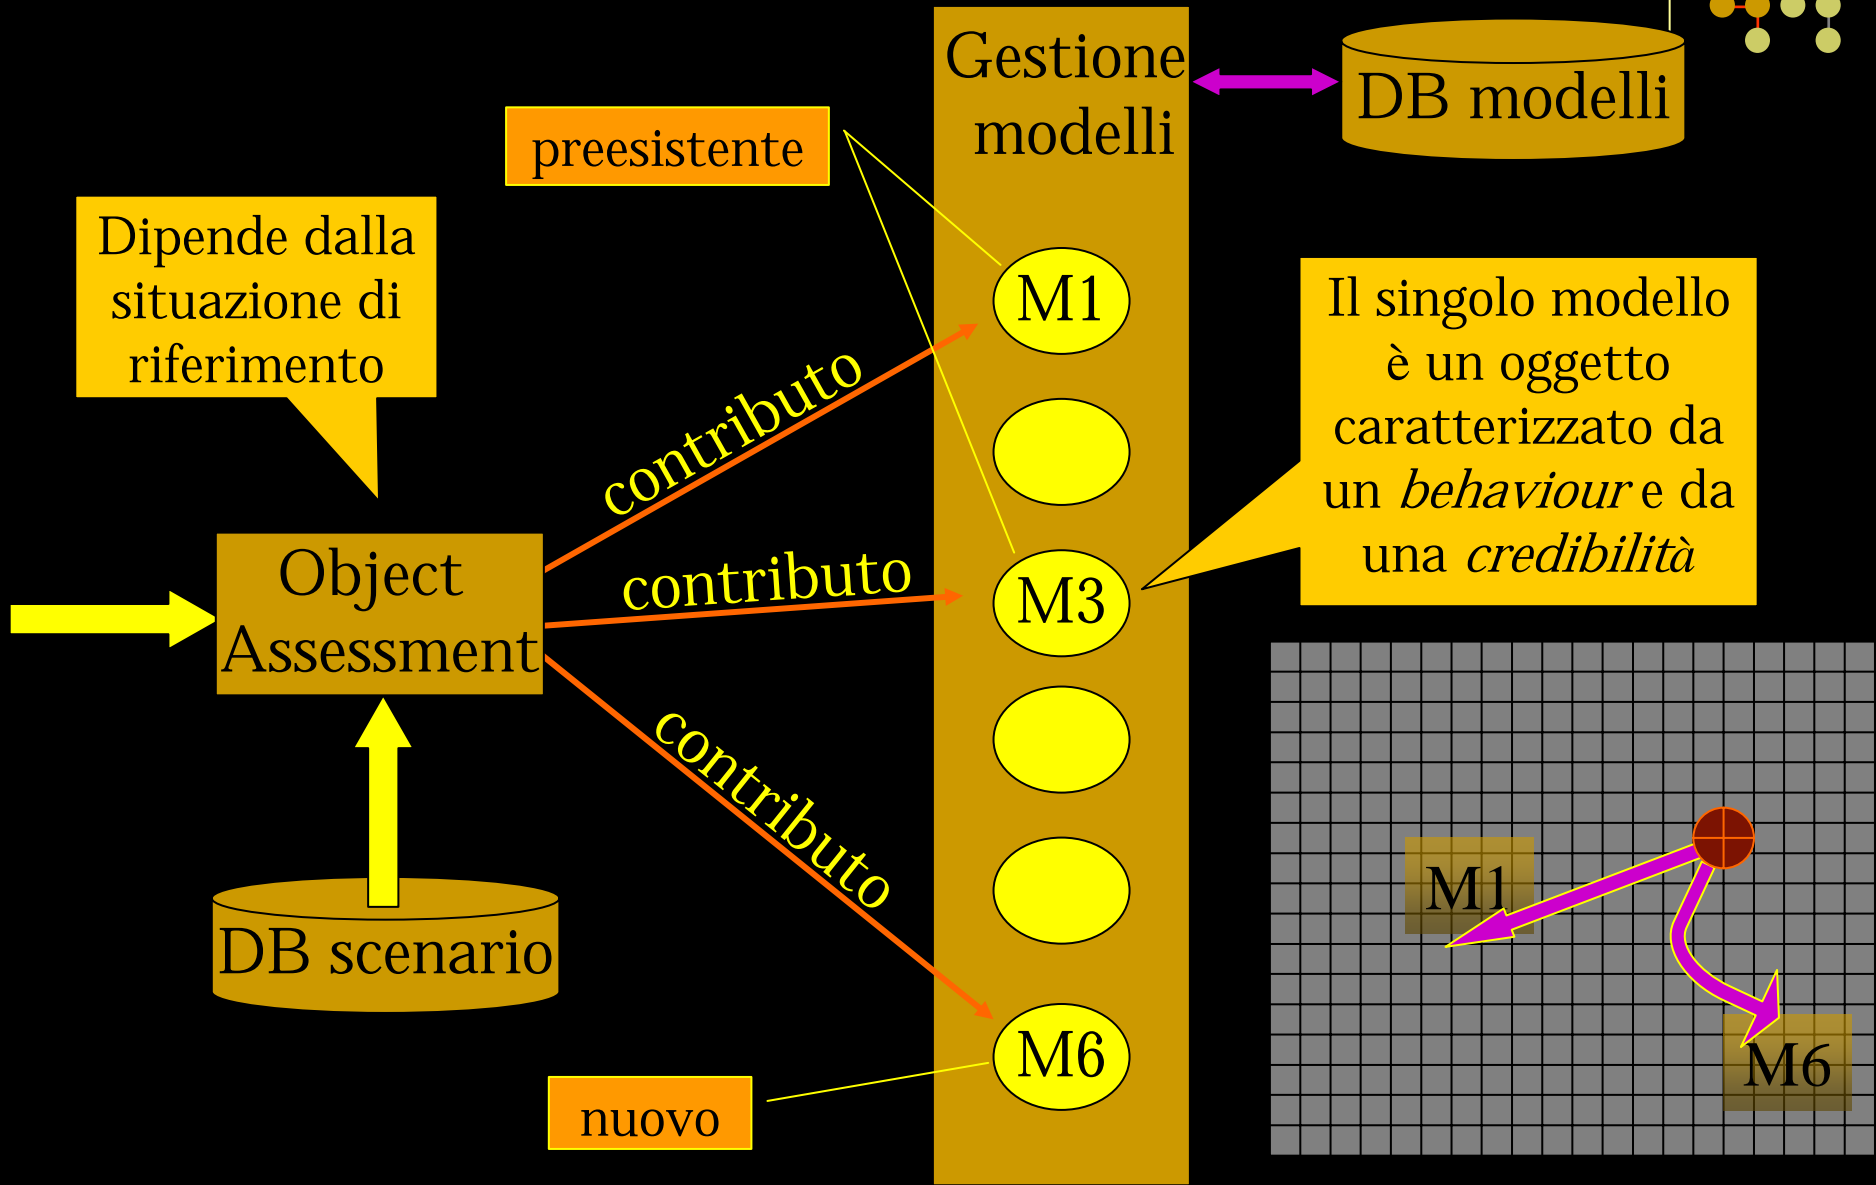 Gestione
modelli
DB modelli
preesistente
Dipende dalla
situazione di
riferimento
M1
Il singolo modello
è un oggetto
caratterizzato da
un behaviour e da
una credibilità
contributo
Object
Assessment
contributo
M3
contributo
DB scenario
M1
M6
M6
nuovo